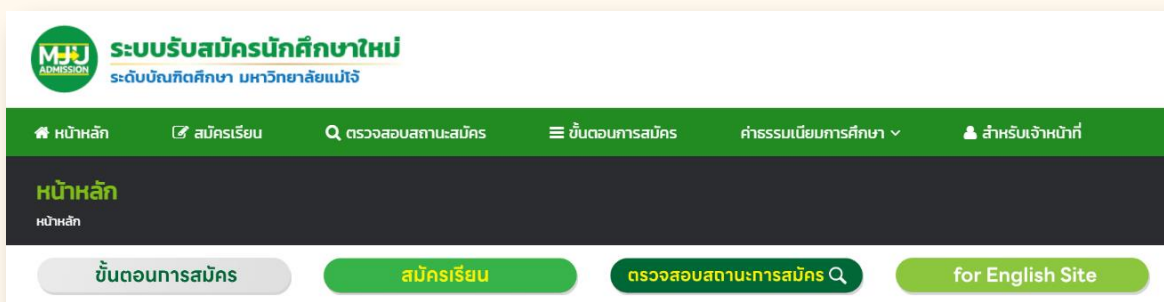 MJU
ADMISSION
ระบบรับสมัครนักศึกษาใหม่
ระดับบัณฑิตศึกษา มหาวิทยาลัยแม่โจ้
หน้าหลัก สมัครเรียน ตรวจสอบสถานะสมัคร ขั้นตอนการสมัคร ค่าธรรมเนียมการศึกษา สำหรับเจ้าหน้าที่
หน้าหลัก
หน้าหลัก
ขั้นตอนการสมัคร สมัครเรียน ตรวจสอบสถานะการสมัคร for English Site